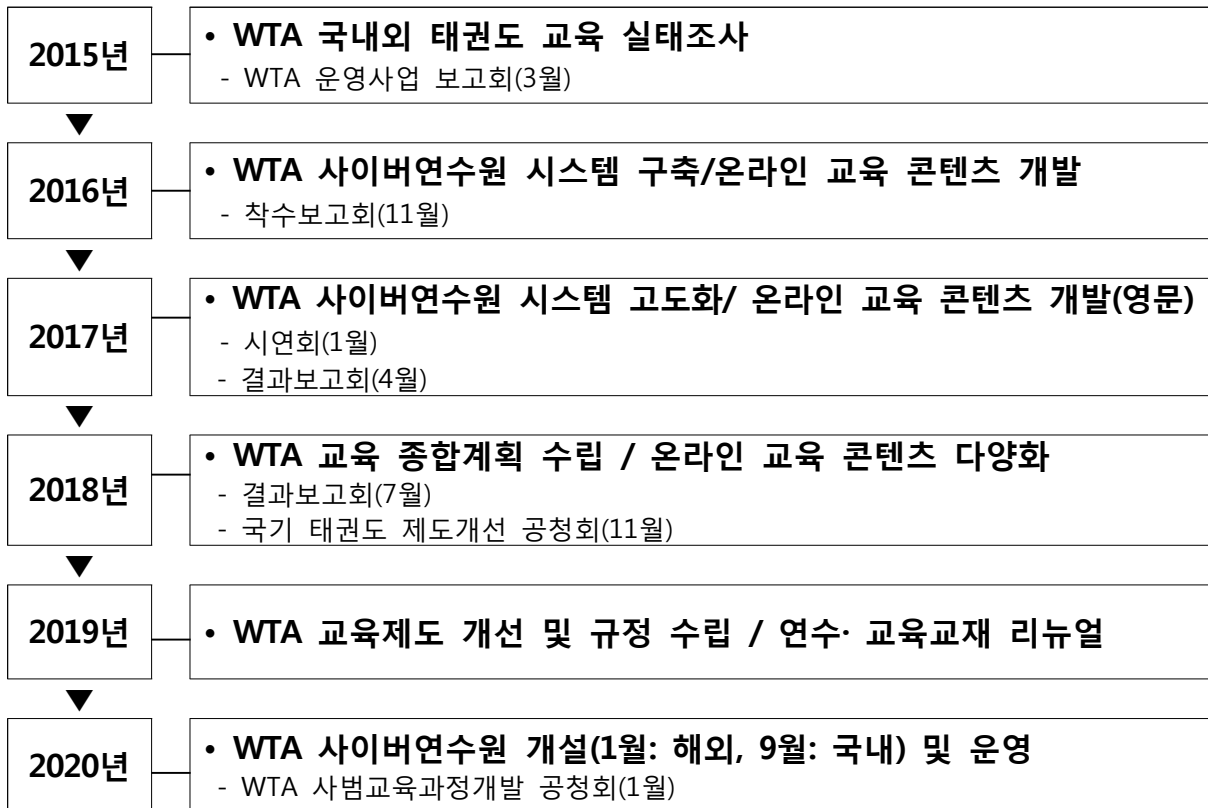 2015년
• WTA 국내외 태권도 교육 실태조사
- WTA 운영사업 보고회(3월)
2016년
• WTA 사이버연수원 시스템 구축/온라인 교육 콘텐츠 개발
- 착수보고회(11월)
2017년
• WTA 사이버연수원 시스템 고도화/ 온라인 교육 콘텐츠 개발(영문)
- 시연회(1월)
- 결과보고회(4월)
2018년
• WTA 교육 종합계획 수립 / 온라인 교육 콘텐츠 다양화
- 결과보고회(7월)
- 국기 태권도 제도개선 공청회(11월)
2019년
• WTA 교육제도 개선 및 규정 수립 / 연수· 교육교재 리뉴얼
2020년
• WTA 사이버연수원 개설(1월: 해외, 9월: 국내) 및 운영
- WTA 사범교육과정개발 공청회(1월)